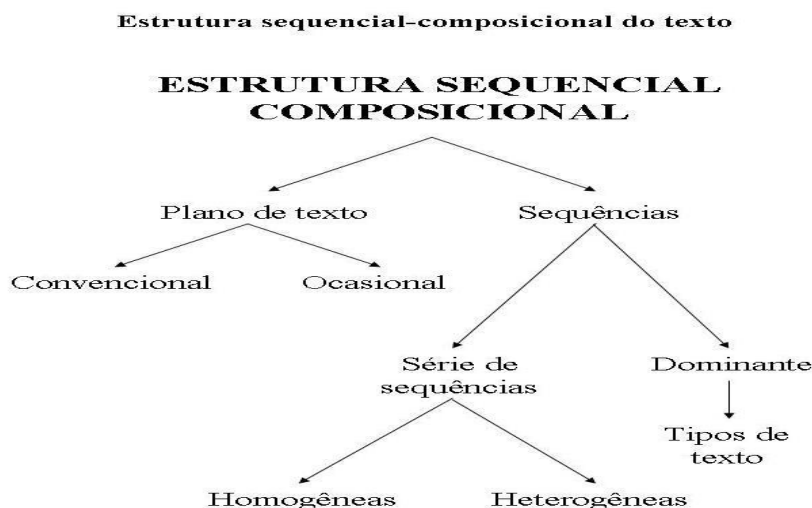 Estrutura sequencial-composicional do texto
ESTRUTURA SEQUENCIAL
COMPOSICIONAL
Plano de texto
Sequências
Convencional
Ocasional
Série de
sequências
Dominante
Tipos de
texto
Homogêneas
Heterogêneas